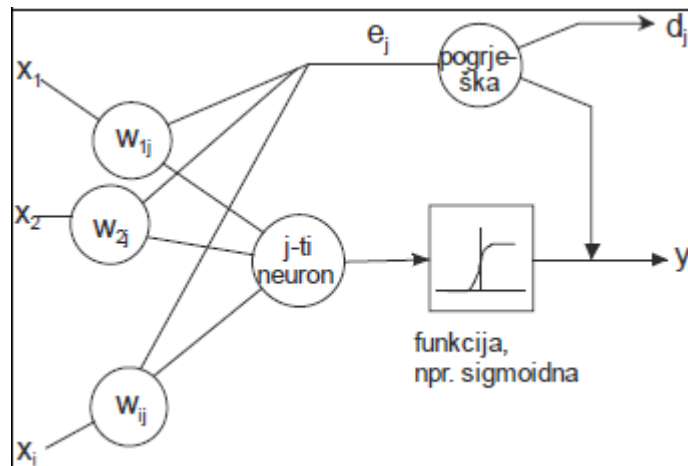 e_j
pogrje-
ška
d_j
x_1
w_1j
x_2
w_2j
j-ti
neuron
y
funkcija,
npr. sigmoidna
w_ij
x_i